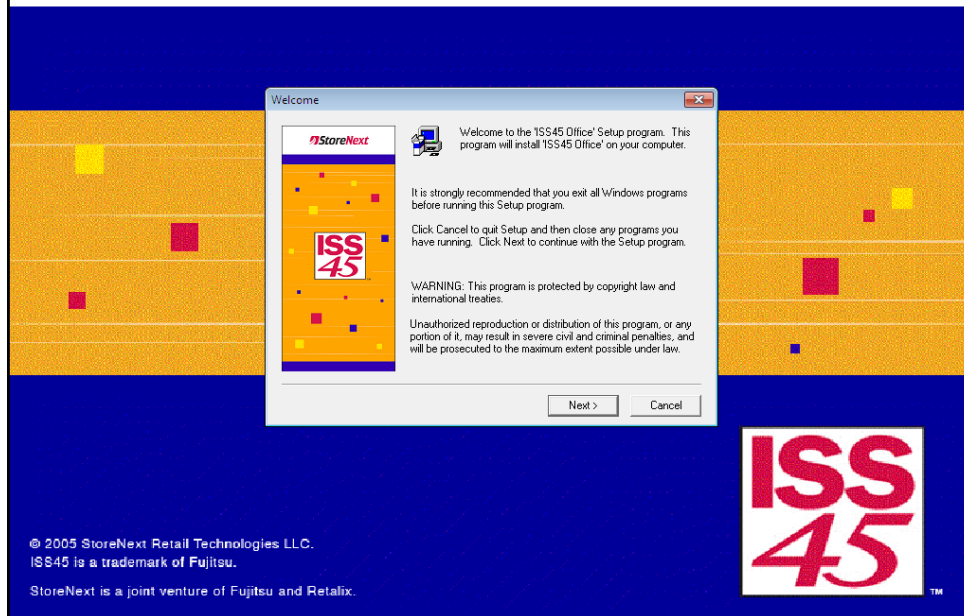 Welcome
StoreNext
Welcome to the 'ISS45 Office' Setup program. This
program will install 'ISS45 Office' on your computer.
It is strongly recommended that you exit all Windows programs
before running this Setup program.
Click Cancel to quit Setup and then close any programs you
have running. Click Next to continue with the Setup program.
ISS
45
WARNING: This program is protected by copyright law and
international treaties.
Unauthorized reproduction or distribution of this program, or any
portion of it, may result in severe civil and criminal penalties, and
will be prosecuted to the maximum extent possible under law.
Next >
Cancel
ISS
45
TM
© 2005 StoreNext Retail Technologies LLC.
ISS45 is a trademark of Fujitsu.
StoreNext is a joint venture of Fujitsu and Retalix.